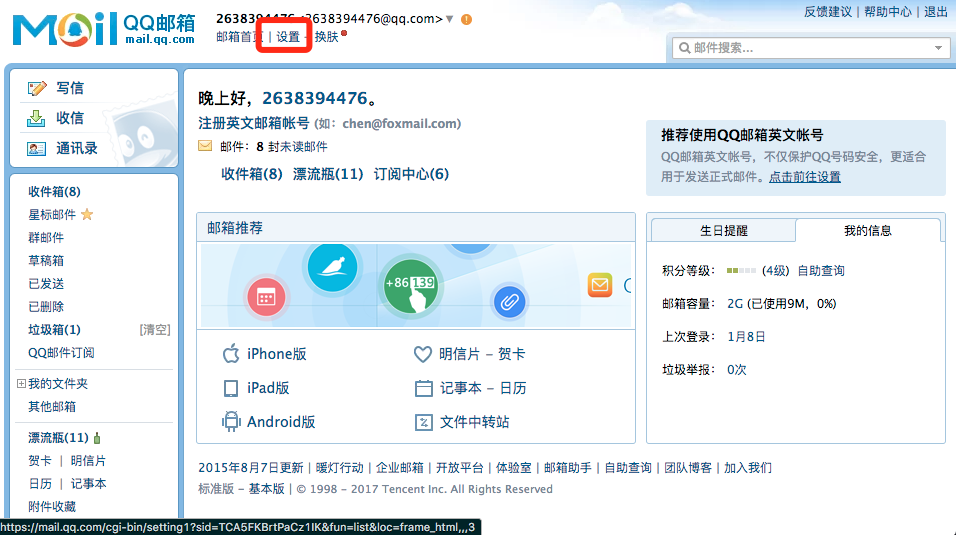 Mail QQ邮箱 mail.qq.com
2638394476 <2638394476@qq.com>
反馈建议 | 帮助中心 | 退出
邮箱首页 | 设置 - 换肤
邮件搜索...
写信
收信
通讯录
收件箱(8)
星标邮件
群邮件
草稿箱
已发送
已删除
垃圾箱(1) [清空]
QQ邮件订阅
我的文件夹
其他邮箱
漂流瓶(11)
贺卡 | 明信片
日历 | 记事本
附件收藏
晚上好，2638394476。
注册英文邮箱帐号 (如：chen@foxmail.com)
邮件：8 封未读邮件
收件箱(8) 漂流瓶(11) 订阅中心(6)
推荐使用QQ邮箱英文帐号
QQ邮箱英文帐号，不仅保护QQ号码安全，更适合
用于发送正式邮件。点击前往设置
邮箱推荐
+86 139
iPhone版
明信片 – 贺卡
iPad版
记事本 – 日历
Android版
文件中转站
生日提醒
我的信息
积分等级： (4级) 自助查询
邮箱容量： 2G (已使用9M，0%)
上次登录： 1月8日
垃圾举报： 0次
2015年8月7日更新 | 暖灯行动 | 企业邮箱 | 开放平台 | 体验室 | 邮箱助手 | 自助查询 | 团队博客 | 加入我们
标准版 – 基本版 | © 1998 – 2017 Tencent Inc. All Rights Reserved
https://mail.qq.com/cgi-bin/setting1?sid=TCA5FKBrtPaCz1IK&fun=list&loc=frame_html,,,3